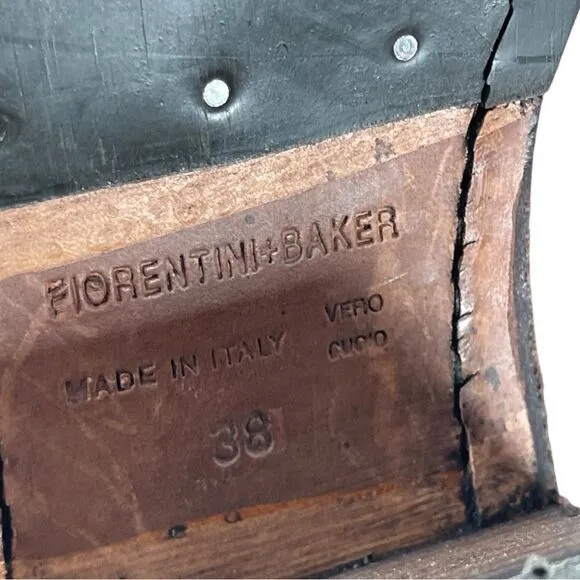 FIORENTINI+BAKER
MADE IN ITALY
VERO
CUOIO
38